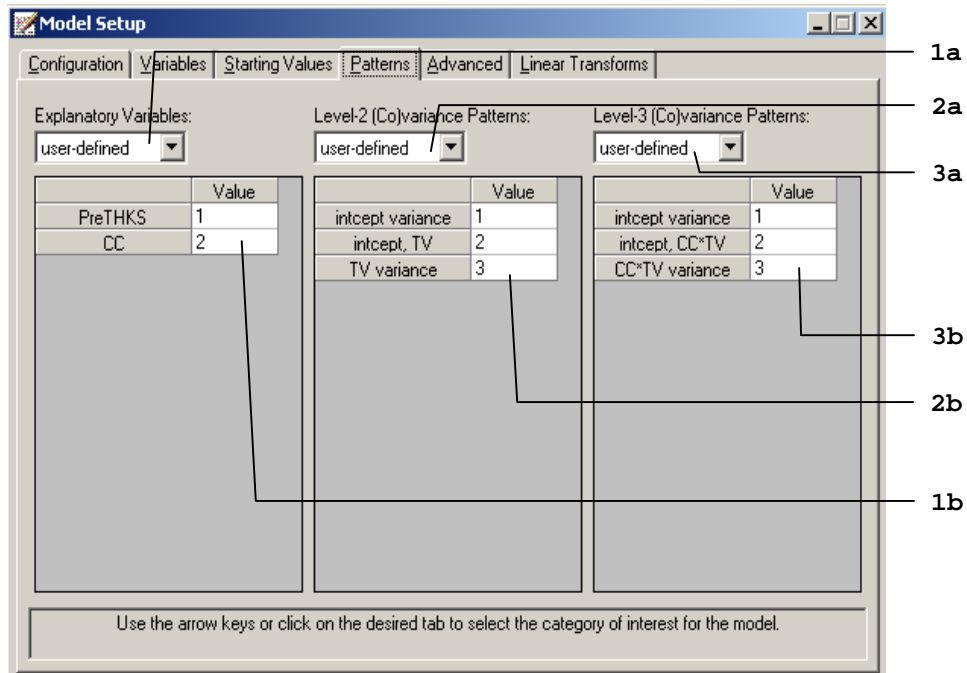 Model Setup
1a
Configuration Variables Starting Values Patterns Advanced Linear Transforms
Explanatory Variables: Level-2 (Co)variance Patterns: Level-3 (Co)variance Patterns:
2a
user-defined user-defined user-defined
3a
Value Value Value
PreTHKS 1 intcept variance 1 intcept variance 1
CC 2 intcept, TV 2 intcept, CC*TV 2
TV variance 3 CC*TV variance 3
3b
2b
1b
Use the arrow keys or click on the desired tab to select the category of interest for the model.